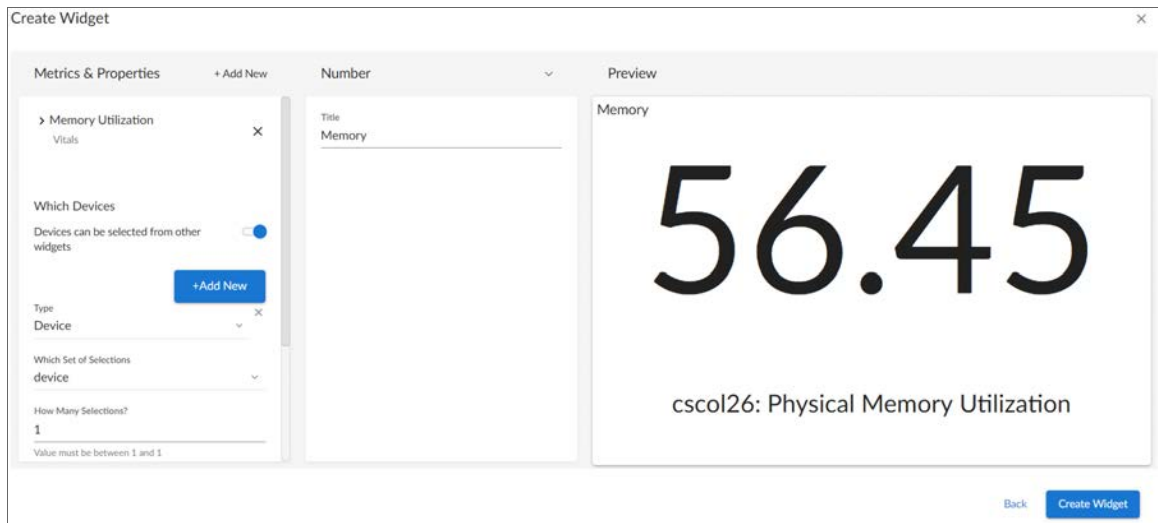 Create Widget
Metrics & Properties
+ Add New
Number
Preview
Memory Utilization
Vitals
Which Devices
Devices can be selected from other
widgets
+Add New
Type
Device
Which Set of Selections
device
How Many Selections?
1
Value must be between 1 and 1
Title
Memory
Memory
56.45
cscol26: Physical Memory Utilization
Back
Create Widget